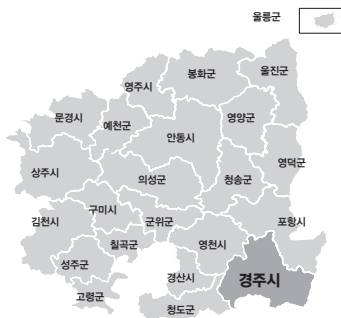 울릉군
봉화군
울진군
영주시
문경시
예천군
영양군
안동시
영덕군
상주시
의성군
청송군
구미시
김천시
군위군
포항시
칠곡군
영천시
성주군
경산시
경주시
고령군
청도군